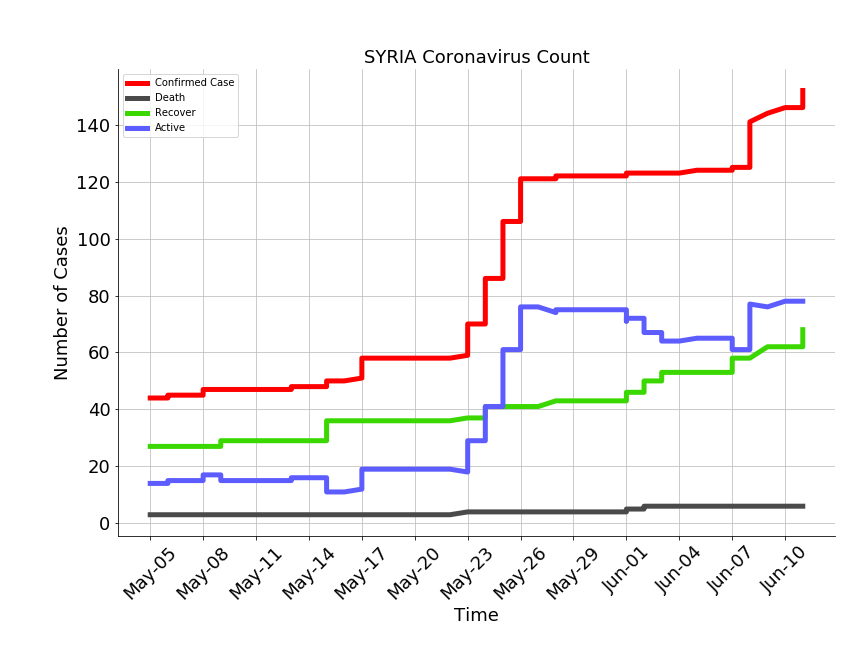 SYRIA Coronavirus Count
Confirmed Case
Death
Recover
Active
Number of Cases
140
120
100
80
60
40
20
0
May-05
May-08
May-11
May-14
May-17
May-20
May-23
May-26
May-29
Jun-01
Jun-04
Jun-07
Jun-10
Time